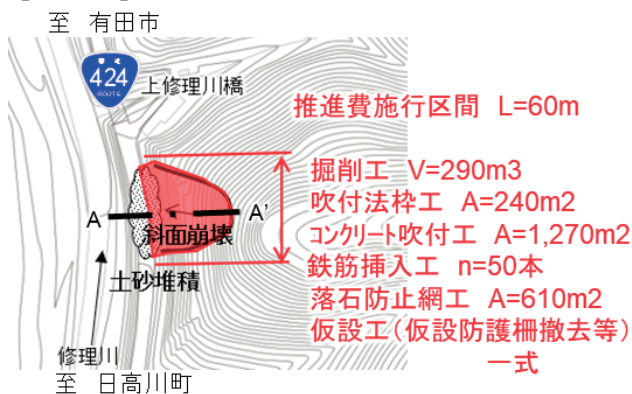 至 有田市
国道
424
ROUTE
上修理川橋
推進費施行区間 L=60m
掘削工 V=290m3
吹付法枠工 A=240m2
コンクリート吹付工 A=1,270m2
鉄筋挿入工 n=50本
落石防止網工 A=610m2
仮設工(仮設防護柵撤去等)
一式
A
A'
斜面崩壊
土砂堆積
修理川
至 日高川町